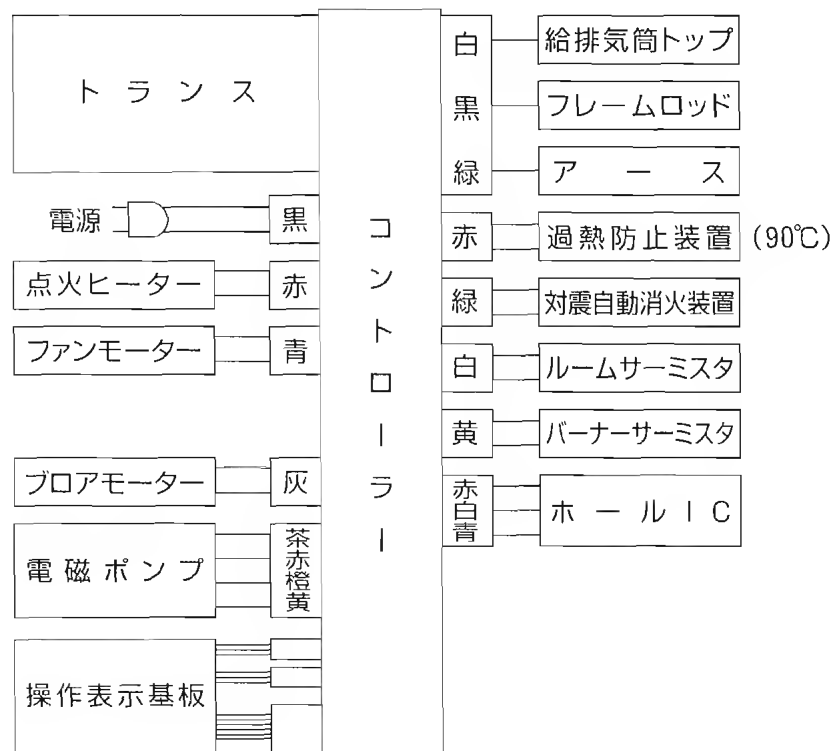 トランス
電源
黒
点火ヒーター
赤
ファンモーター
青
ブロアモーター
灰
電磁ポンプ
茶
赤
橙
黄
操作表示基板
コントローラー
白
給排気筒トップ
黒
フレームロッド
緑
アース
赤
過熱防止装置 (90℃)
緑
対震自動消火装置
白
ルームサーミスタ
黄
バーナーサーミスタ
赤
白
青
ホールIC